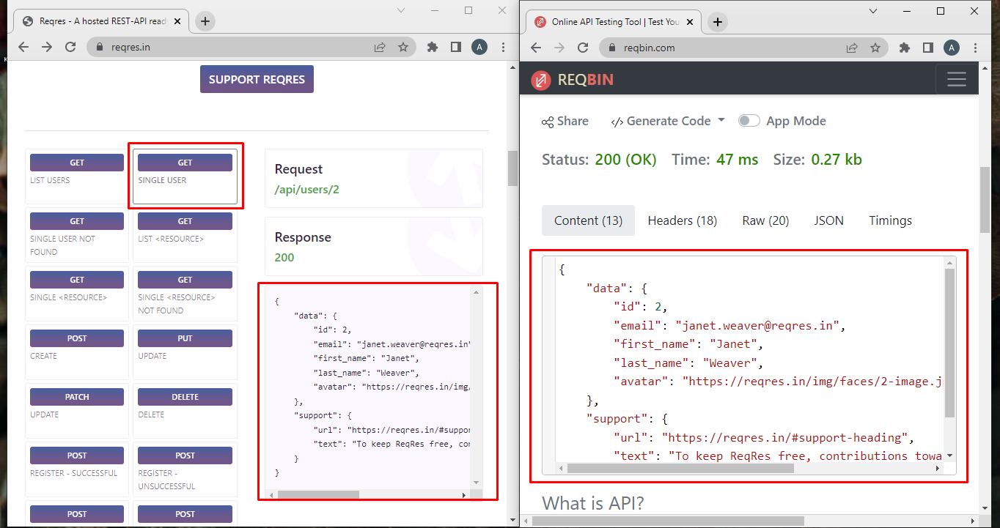 Reqres - A hosted REST-API read
reqres.in
A
SUPPORT REQRES
GET
LIST USERS
GET
SINGLE USER
GET
SINGLE USER NOT
FOUND
GET
LIST <RESOURCE>
GET
SINGLE <RESOURCE>
GET
SINGLE <RESOURCE>
NOT FOUND
POST
CREATE
PUT
UPDATE
PATCH
UPDATE
DELETE
DELETE
POST
REGISTER - SUCCESSFUL
POST
REGISTER -
UNSUCCESSFUL
POST
POST
Request
/api/users/2
Response
200
{
"data": {
"id": 2,
"email": "janet.weaver@reqres.in"
"first_name": "Janet",
"last_name": "Weaver",
"avatar": "https://reqres.in/img/
},
"support": {
"url": "https://reqres.in/#suppor
"text": "To keep ReqRes free, con
}
}
Online API Testing Tool | Test You
reqbin.com
A
REQBIN
Share
</> Generate Code
App Mode
Status: 200 (OK) Time: 47 ms Size: 0.27 kb
Content (13) Headers (18) Raw (20) JSON Timings
{
"data": {
"id": 2,
"email": "janet.weaver@reqres.in",
"first_name": "Janet",
"last_name": "Weaver",
"avatar": "https://reqres.in/img/faces/2-image.j
},
"support": {
"url": "https://reqres.in/#support-heading",
"text": "To keep ReqRes free, contributions towa
What is API?